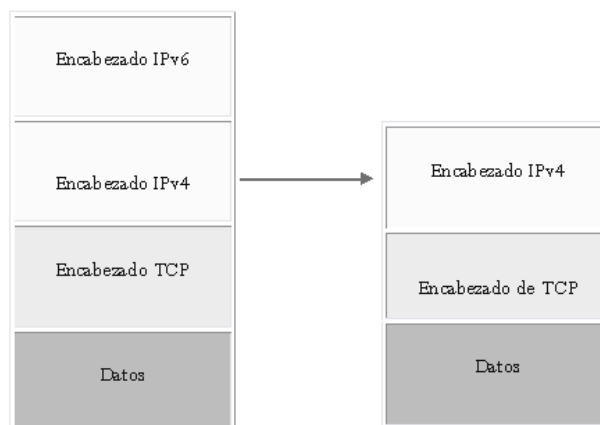 Encabezado IPv6
Encabezado IPv4
Encabezado TCP
Datos
Encabezado IPv4
Encabezado de TCP
Datos